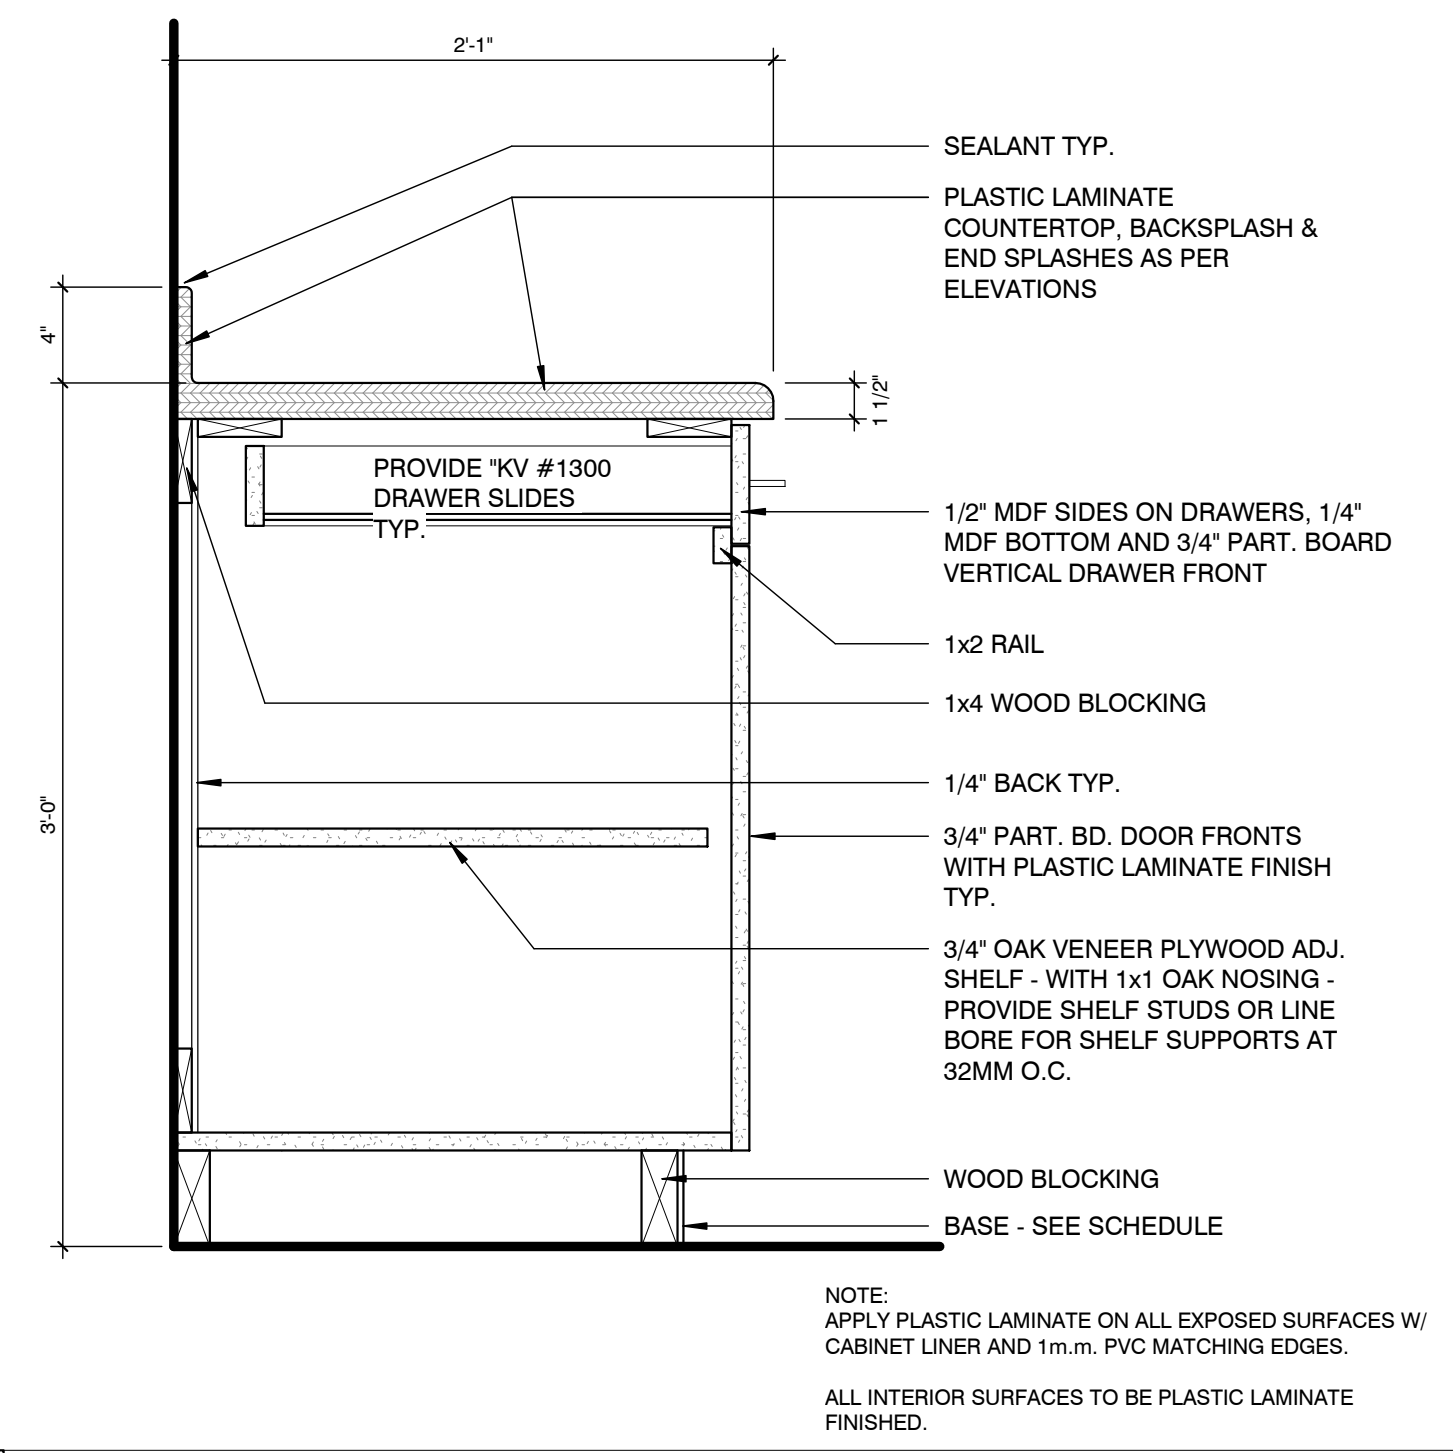 2'-1"
SEALANT TYP.
PLASTIC LAMINATE
COUNTERTOP, BACKSPLASH &
END SPLASHES AS PER
ELEVATIONS
4"
1 1/2"
PROVIDE "KV #1300
DRAWER SLIDES
TYP.
1/2" MDF SIDES ON DRAWERS, 1/4"
MDF BOTTOM AND 3/4" PART. BOARD
VERTICAL DRAWER FRONT
1x2 RAIL
1x4 WOOD BLOCKING
1/4" BACK TYP.
3'-0"
3/4" PART. BD. DOOR FRONTS
WITH PLASTIC LAMINATE FINISH
TYP.
3/4" OAK VENEER PLYWOOD ADJ.
SHELF - WITH 1x1 OAK NOSING -
PROVIDE SHELF STUDS OR LINE
BORE FOR SHELF SUPPORTS AT
32MM O.C.
WOOD BLOCKING
BASE - SEE SCHEDULE
NOTE:
APPLY PLASTIC LAMINATE ON ALL EXPOSED SURFACES W/
CABINET LINER AND 1m.m. PVC MATCHING EDGES.
ALL INTERIOR SURFACES TO BE PLASTIC LAMINATE
FINISHED.